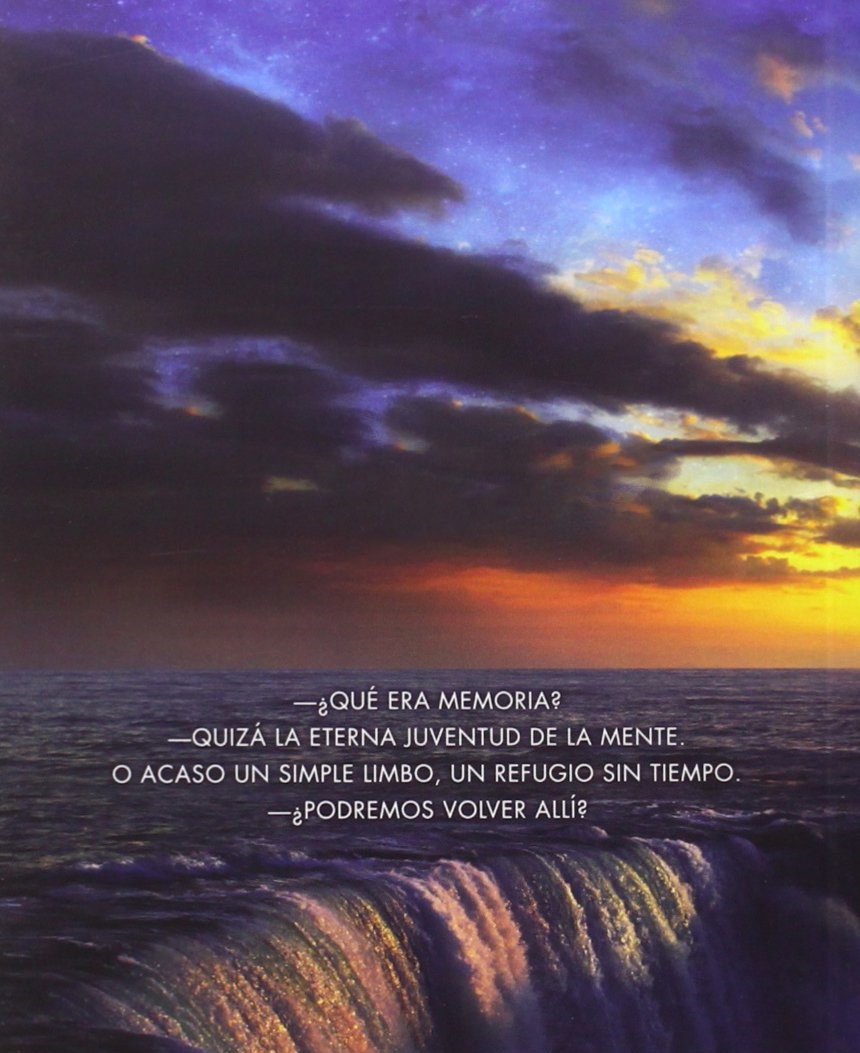 —¿QUÉ ERA MEMORIA?
—QUIZÁ LA ETERNA JUVENTUD DE LA MENTE.
O ACASO UN SIMPLE LIMBO, UN REFUGIO SIN TIEMPO.
—¿PODREMOS VOLVER ALLÍ?